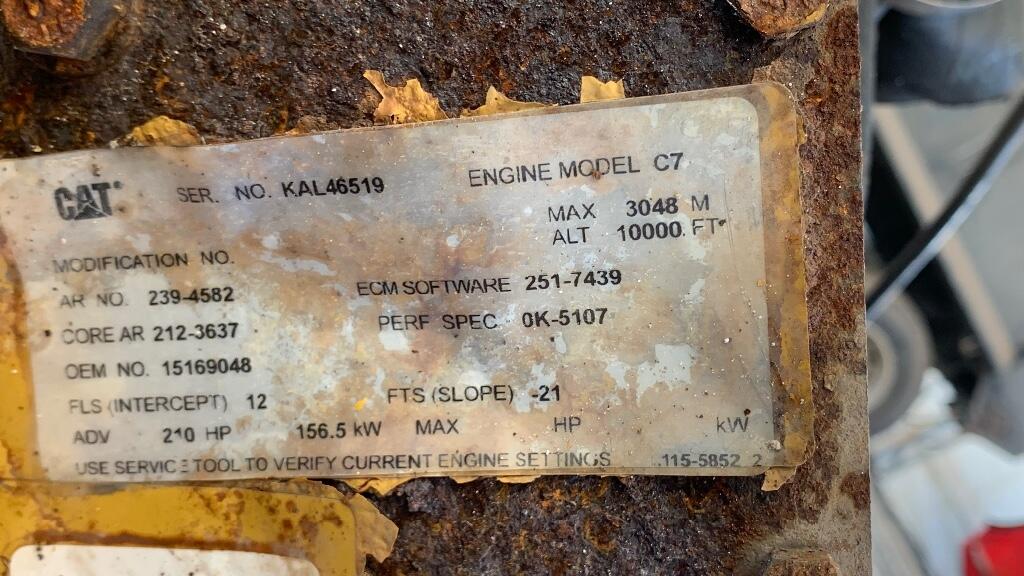 CAT SER. NO. KAL46519 ENGINE MODEL C7
MAX 3048 M
ALT 10000 FT
MODIFICATION NO.
AR NO. 239-4582 ECM SOFTWARE 251-7439
CORE AR 212-3637 PERF SPEC 0K-5107
OEM NO. 15169048
FLS (INTERCEPT) 12 FTS (SLOPE) -21
ADV 210 HP 156.5 kW MAX HP kW
USE SERVICE TOOL TO VERIFY CURRENT ENGINE SETTINGS 115-5852 2